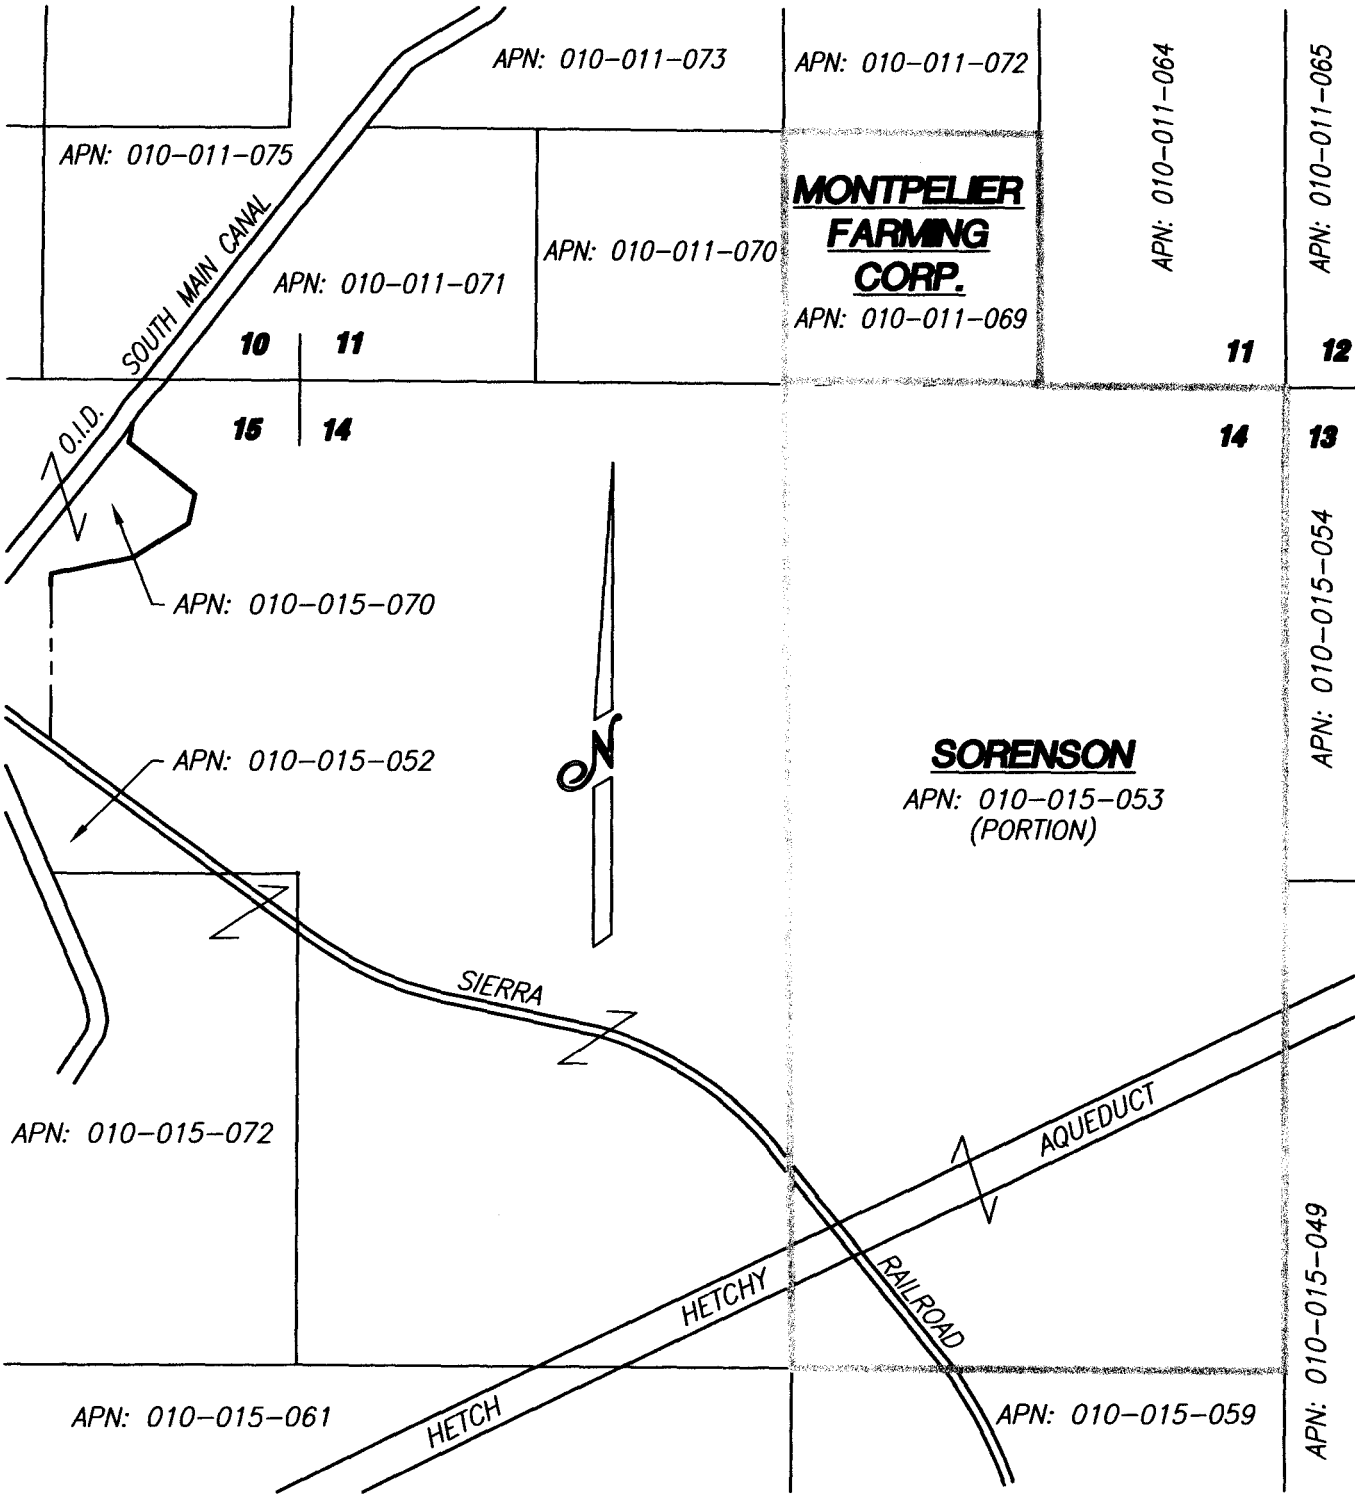 APN: 010-011-073
APN: 010-011-072
APN: 010-011-064
APN: 010-011-065
APN: 010-011-075
SOUTH MAIN CANAL
APN: 010-011-071
APN: 010-011-070
MONTPELIER
FARMING
CORP.
APN: 010-011-069
10
11
11
12
O.I.D.
15
14
14
13
APN: 010-015-070
APN: 010-015-054
N
APN: 010-015-052
SORENSON
APN: 010-015-053
(PORTION)
SIERRA
APN: 010-015-072
AQUEDUCT
HETCHY
RAILROAD
APN: 010-015-049
APN: 010-015-061
HETCH
APN: 010-015-059